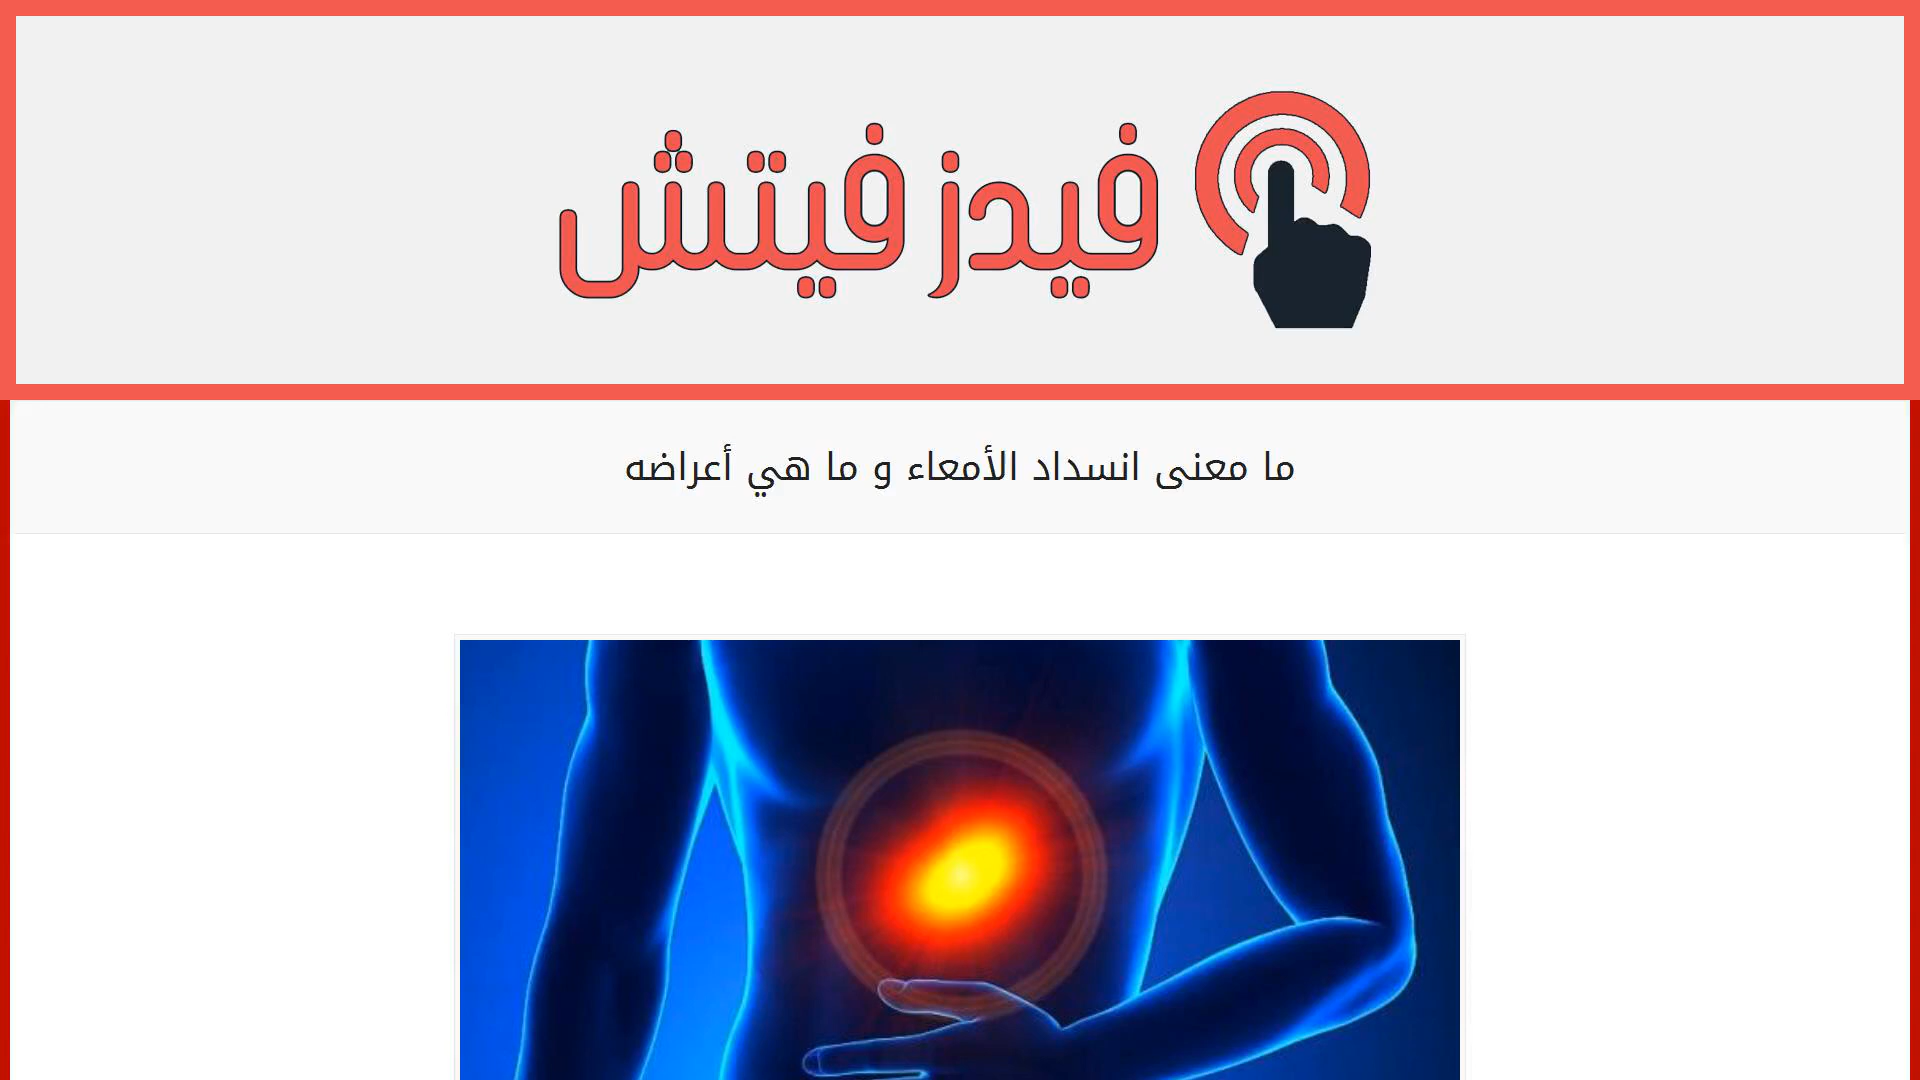 فيدز فيتش
ما معنى انسداد الأمعاء و ما هي أعراضه